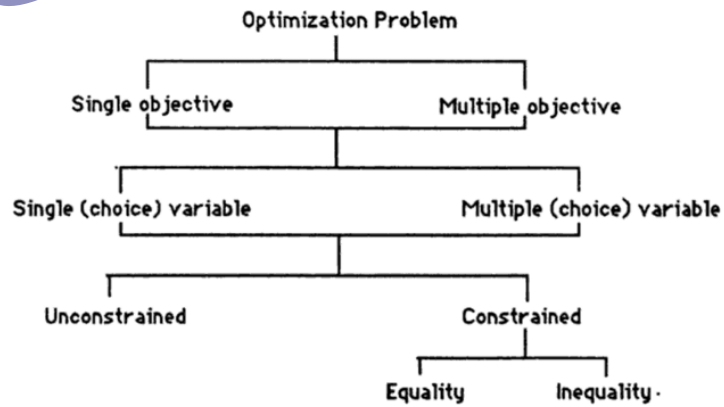 Optimization Problem
Single objective
Multiple objective
Single (choice) variable
Multiple (choice) variable
Unconstrained
Constrained
Equality
Inequality.